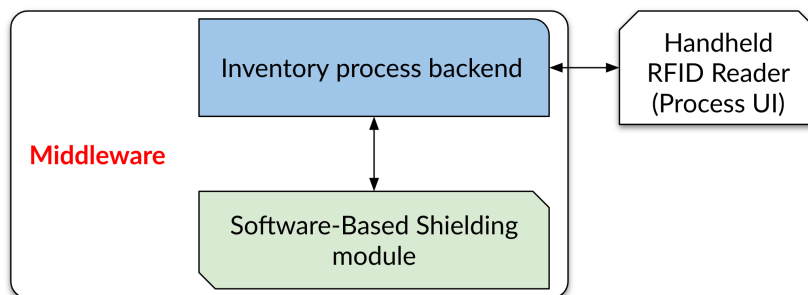 Inventory process backend
Handheld
RFID Reader
(Process UI)
Middleware
Software-Based Shielding
module